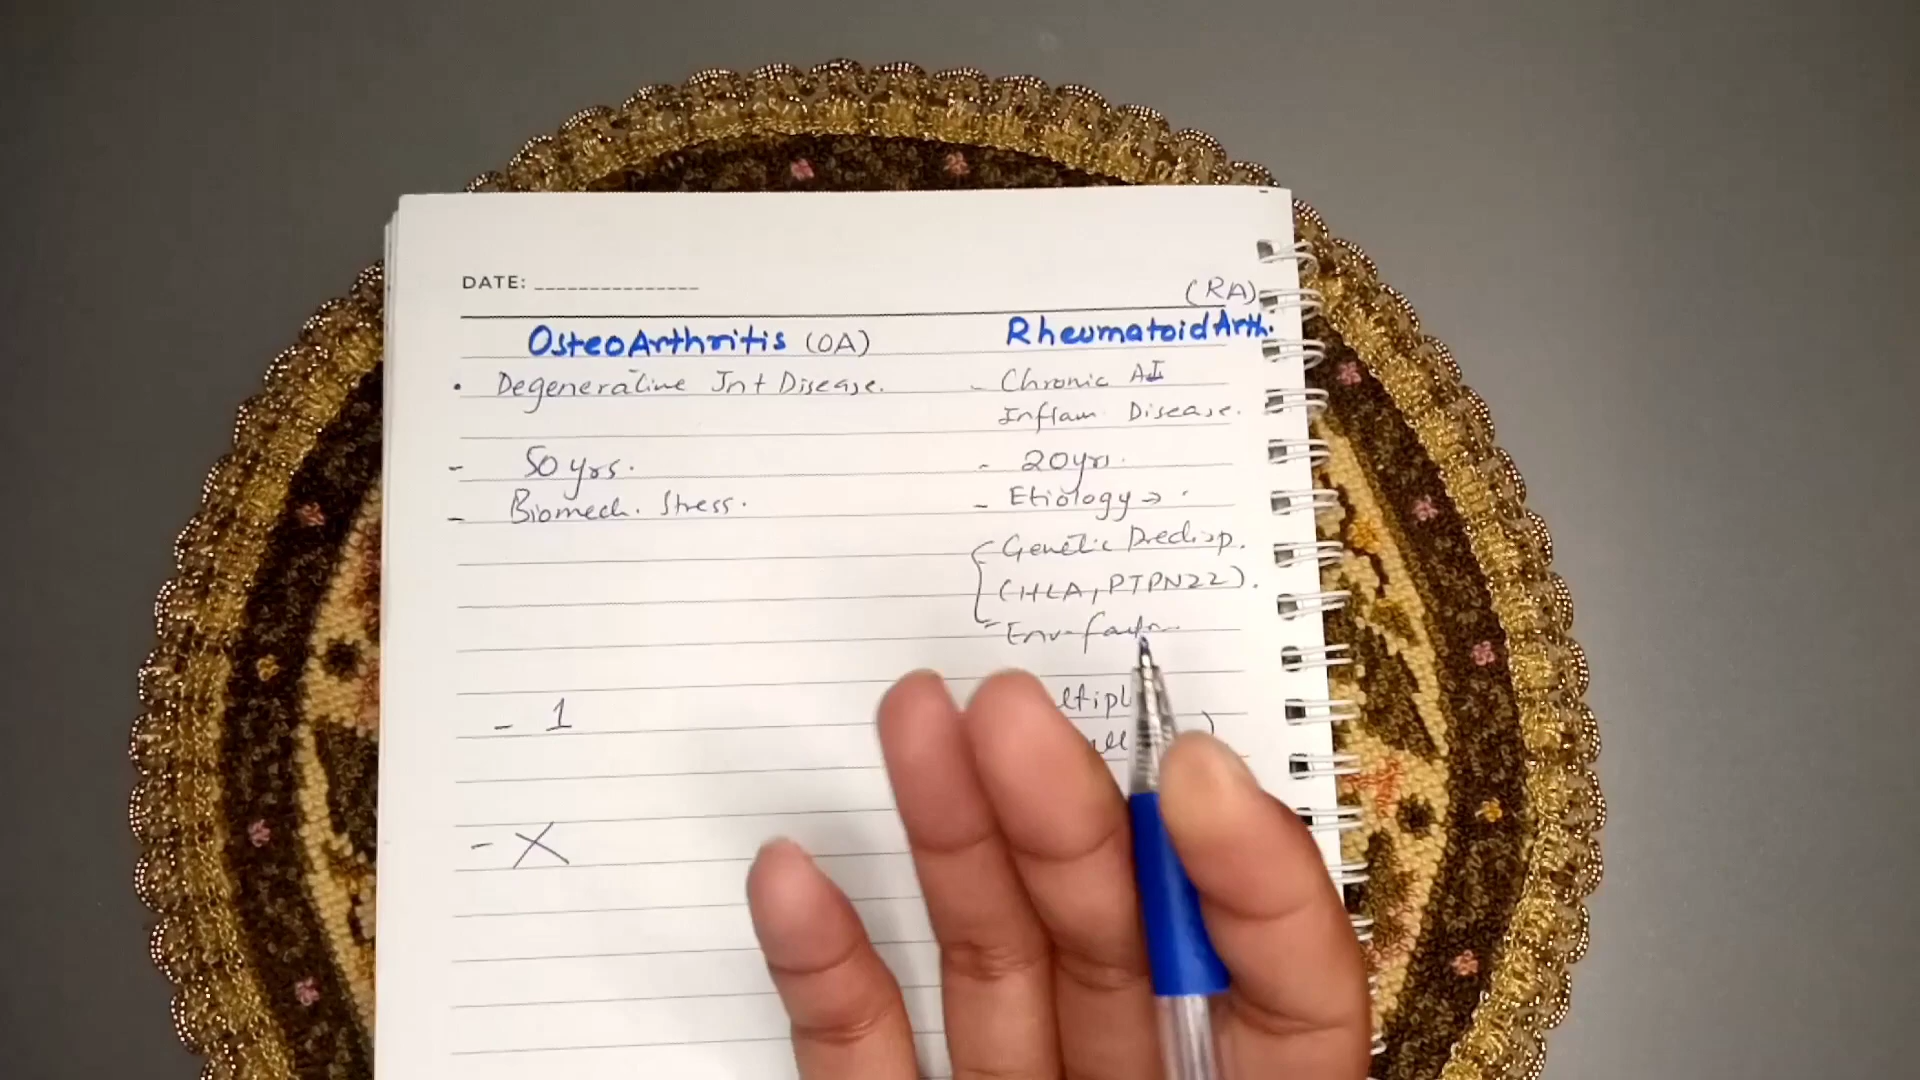 DATE: _______________
(RA)
OsteoArthritis (OA)
Rheumatoid Arth.
• Degenerative Jnt Disease.
- Chronic AI
Inflam. Disease.
- 50 yrs.
- 20 yrs.
- Biomech. Stress.
- Etiology →
Genetic Predisp.
(HLA, PTPN22).
- Env. factor
- 1
- X